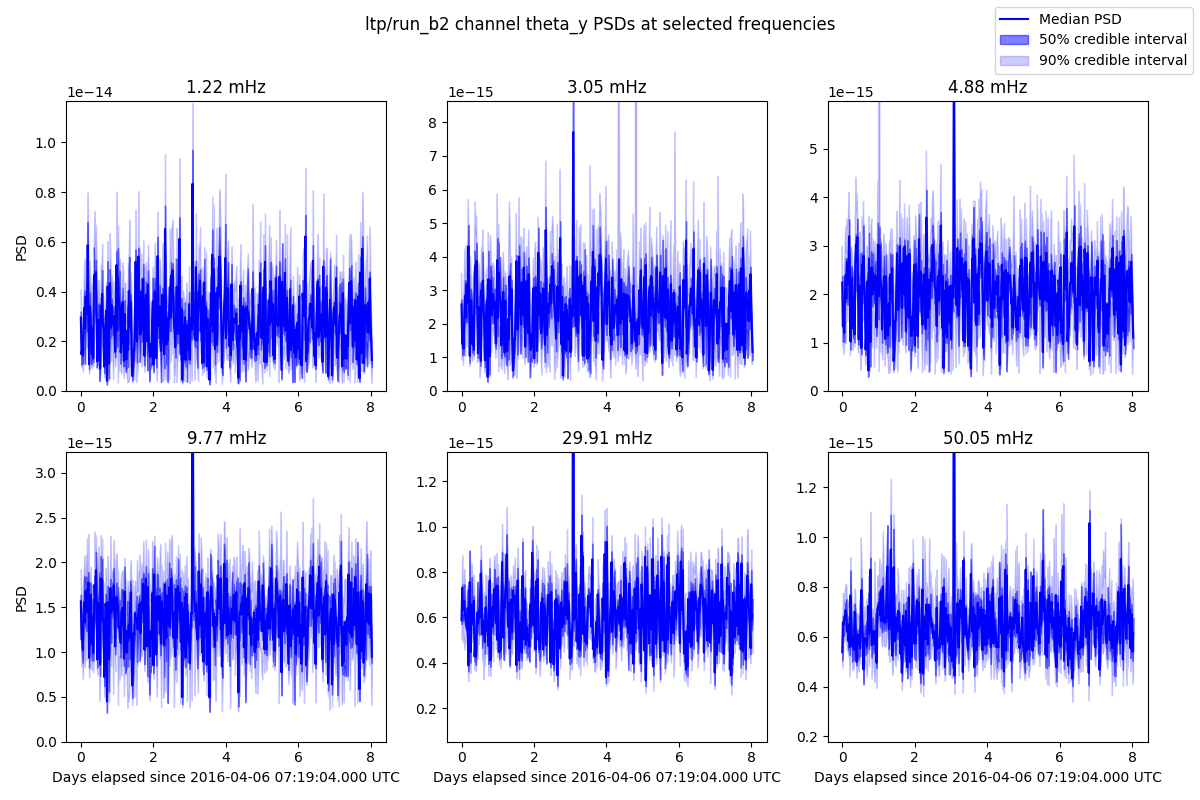 ltp/run_b2 channel theta_y PSDs at selected frequencies
Median PSD
50% credible interval
90% credible interval
1e−14
1.22 mHz
1e−15
3.05 mHz
1e−15
4.88 mHz
PSD
1.0
0.8
0.6
0.4
0.2
0.0
0 2 4 6 8
8
7
6
5
4
3
2
1
0
0 2 4 6 8
5
4
3
2
1
0
0 2 4 6 8
1e−15
9.77 mHz
1e−15
29.91 mHz
1e−15
50.05 mHz
PSD
3.0
2.5
2.0
1.5
1.0
0.5
0.0
0 2 4 6 8
Days elapsed since 2016-04-06 07:19:04.000 UTC
1.2
1.0
0.8
0.6
0.4
0.2
0 2 4 6 8
Days elapsed since 2016-04-06 07:19:04.000 UTC
1.2
1.0
0.8
0.6
0.4
0.2
0 2 4 6 8
Days elapsed since 2016-04-06 07:19:04.000 UTC